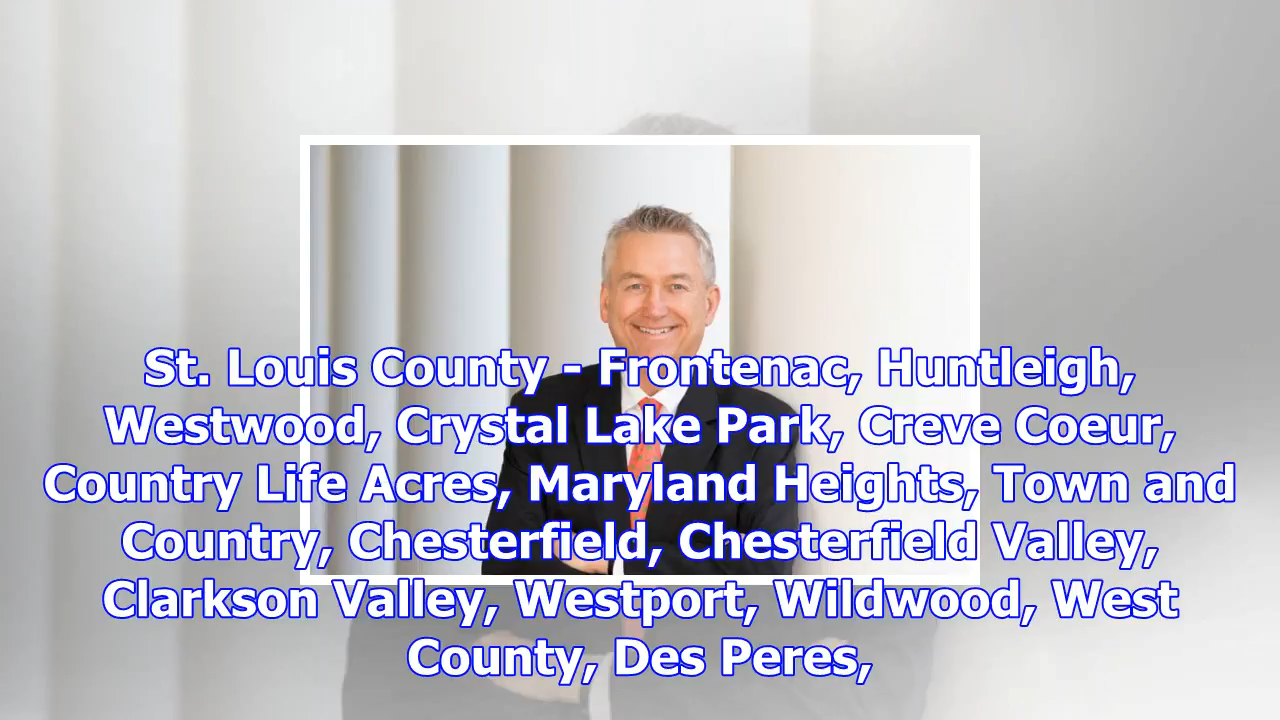 St. Louis County - Frontenac, Huntleigh,
Westwood, Crystal Lake Park, Creve Coeur,
Country Life Acres, Maryland Heights, Town and
Country, Chesterfield, Chesterfield Valley,
Clarkson Valley, Westport, Wildwood, West
County, Des Peres,